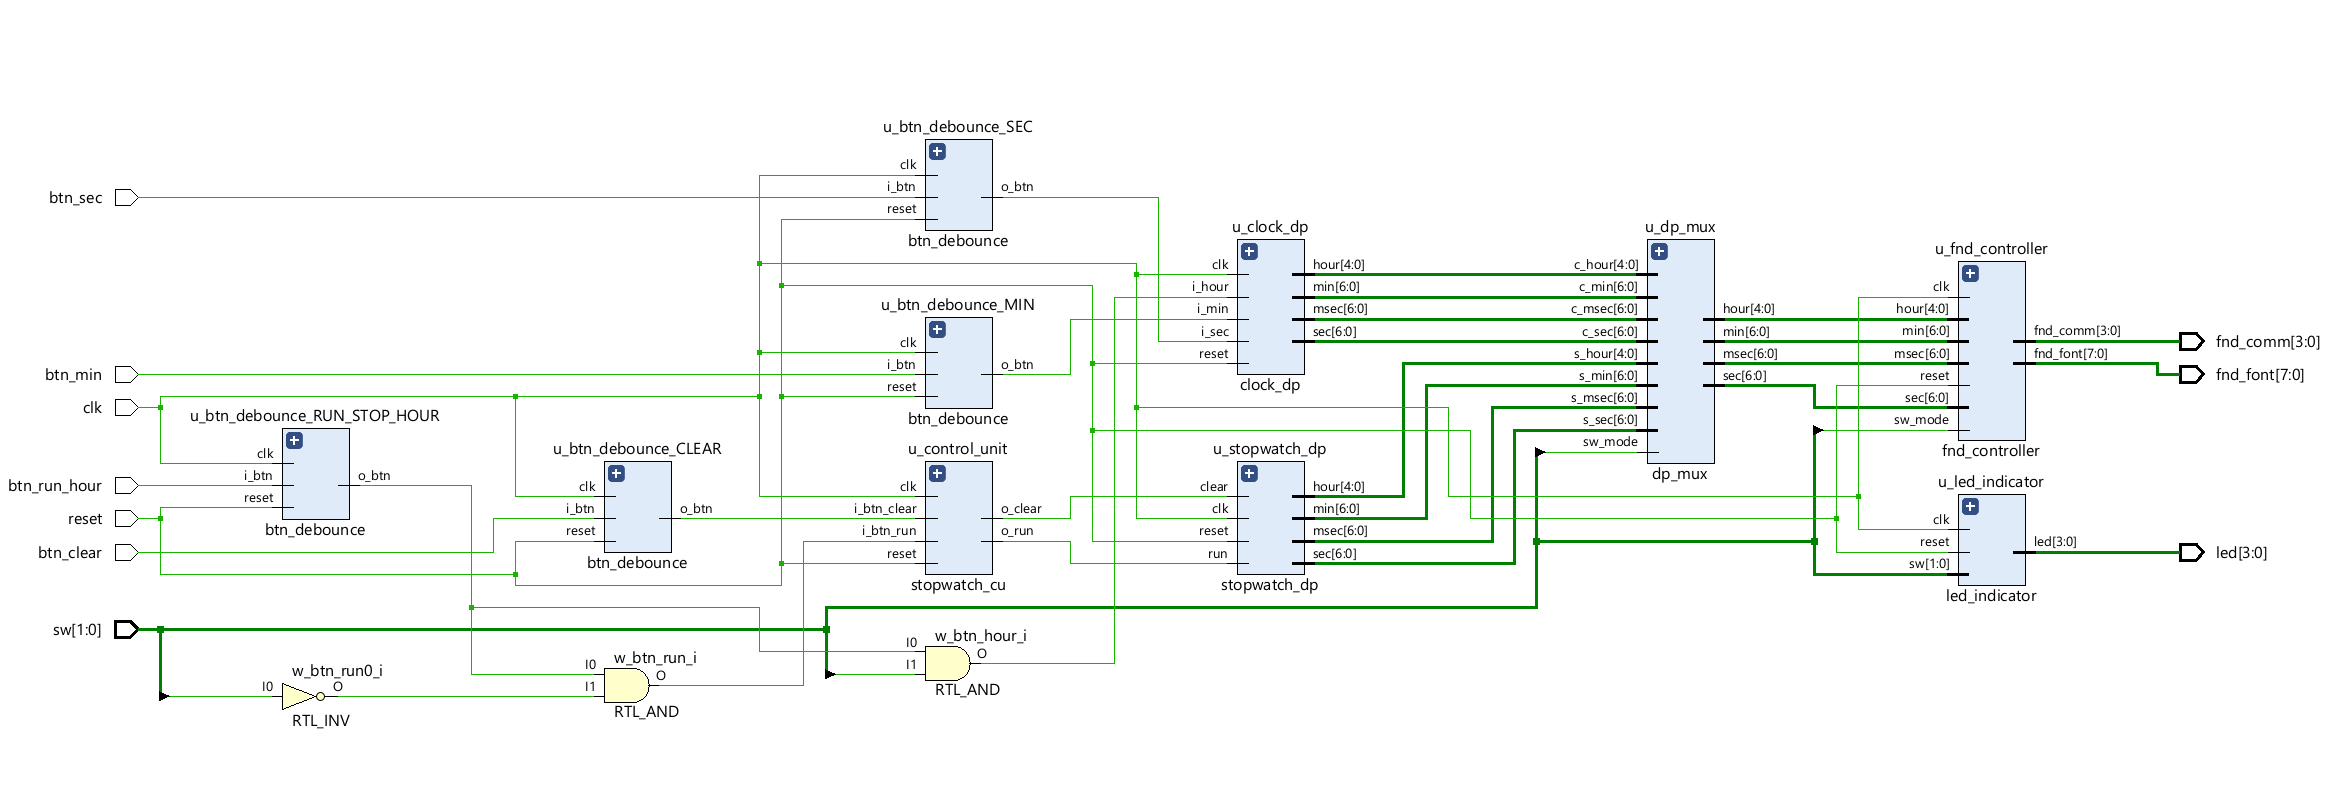 btn_sec
btn_min
clk
btn_run_hour
reset
btn_clear
sw[1:0]
u_btn_debounce_RUN_STOP_HOUR
clk
i_btn
reset
o_btn
btn_debounce
w_btn_run0_i
I0
O
RTL_INV
u_btn_debounce_CLEAR
clk
i_btn
reset
o_btn
btn_debounce
w_btn_run_i
I0
I1
O
RTL_AND
u_btn_debounce_SEC
clk
i_btn
reset
o_btn
btn_debounce
u_btn_debounce_MIN
clk
i_btn
reset
o_btn
btn_debounce
u_control_unit
clk
i_btn_clear
i_btn_run
reset
o_clear
o_run
stopwatch_cu
w_btn_hour_i
I0
I1
O
RTL_AND
u_clock_dp
clk
i_hour
i_min
i_sec
reset
hour[4:0]
min[6:0]
msec[6:0]
sec[6:0]
clock_dp
u_stopwatch_dp
clear
clk
reset
run
hour[4:0]
min[6:0]
msec[6:0]
sec[6:0]
stopwatch_dp
u_dp_mux
c_hour[4:0]
c_min[6:0]
c_msec[6:0]
c_sec[6:0]
s_hour[4:0]
s_min[6:0]
s_msec[6:0]
s_sec[6:0]
sw_mode
hour[4:0]
min[6:0]
msec[6:0]
sec[6:0]
dp_mux
u_fnd_controller
clk
hour[4:0]
min[6:0]
msec[6:0]
reset
sec[6:0]
sw_mode
fnd_comm[3:0]
fnd_font[7:0]
fnd_controller
u_led_indicator
clk
reset
sw[1:0]
led[3:0]
led_indicator
fnd_comm[3:0]
fnd_font[7:0]
led[3:0]